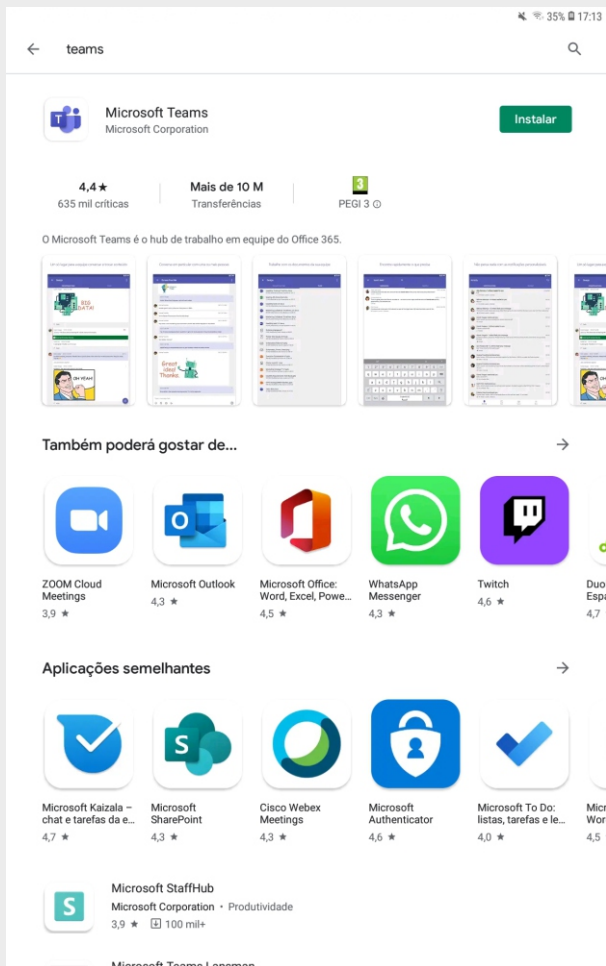 35% 17:13
teams
Microsoft Teams
Microsoft Corporation
Instalar
4,4★
635 mil críticas
Mais de 10 M
Transferências
3
PEGI 3
O Microsoft Teams é o hub de trabalho em equipe do Office 365.
BIG
DATA!
Great
idea!
Thanks.
OH YEAH!
Também poderá gostar de...
ZOOM Cloud
Meetings
3,9 ★
Microsoft Outlook
4,3 ★
Microsoft Office:
Word, Excel, Powe...
4,5 ★
WhatsApp
Messenger
4,3 ★
Twitch
4,6 ★
Duo
Espa
4,7
Aplicações semelhantes
Microsoft Kaizala –
chat e tarefas da e...
4,7 ★
Microsoft
SharePoint
4,3 ★
Cisco Webex
Meetings
4,3 ★
Microsoft
Authenticator
4,6 ★
Microsoft To Do:
listas, tarefas e le...
4,0 ★
Micr
Wor
4,5
Microsoft StaffHub
Microsoft Corporation • Produtividade
3,9 ★ 100 mil+